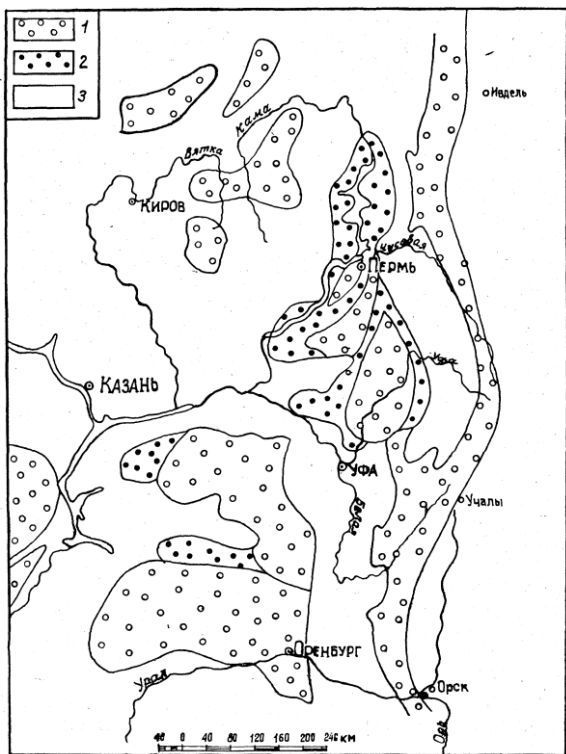 1
2
3
Ивдель
Кама
Вятка
Киров
Чусовая
Пермь
Казань
Уфа
Уфа
Белая
Учалы
Оренбург
Урал
Орск
40 0 40 80 120 160 200 240 км